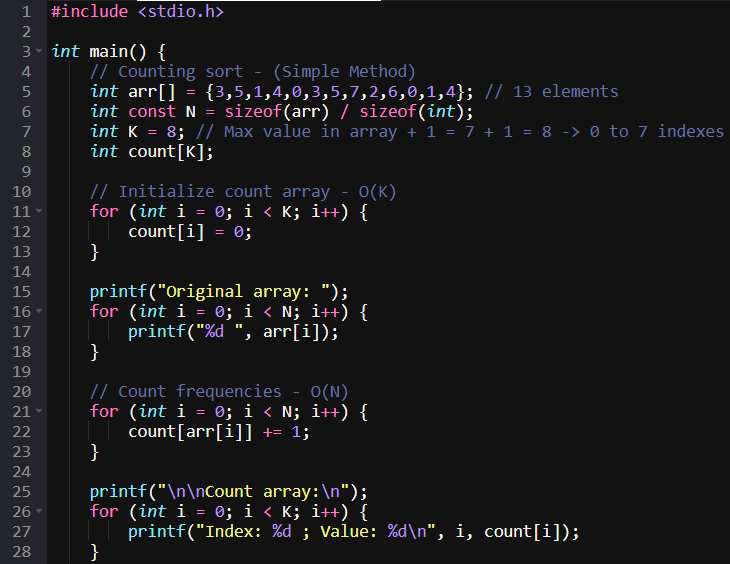 1 #include <stdio.h>
2
3 int main() {
4     // Counting sort - (Simple Method)
5     int arr[] = {3,5,1,4,0,3,5,7,2,6,0,1,4}; // 13 elements
6     int const N = sizeof(arr) / sizeof(int);
7     int K = 8; // Max value in array + 1 = 7 + 1 = 8 -> 0 to 7 indexes
8     int count[K];
9
10     // Initialize count array - O(K)
11     for (int i = 0; i < K; i++) {
12         count[i] = 0;
13     }
14
15     printf("Original array: ");
16     for (int i = 0; i < N; i++) {
17         printf("%d ", arr[i]);
18     }
19
20     // Count frequencies - O(N)
21     for (int i = 0; i < N; i++) {
22         count[arr[i]] += 1;
23     }
24
25     printf("\n\nCount array:\n");
26     for (int i = 0; i < K; i++) {
27         printf("Index: %d ; Value: %d\n", i, count[i]);
28     }